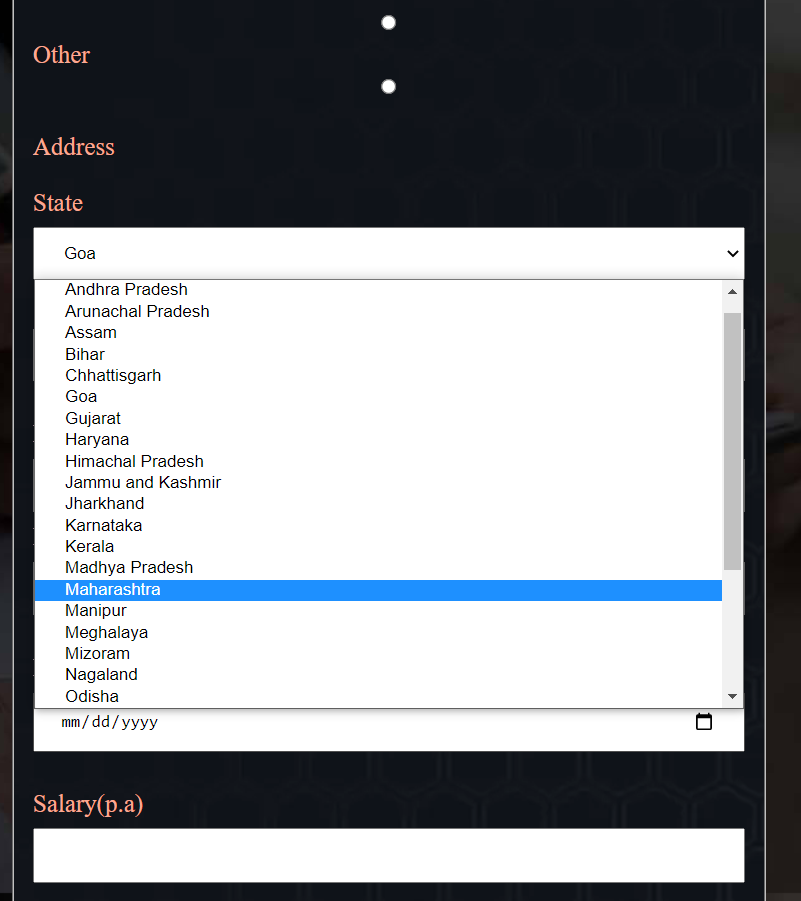 Other
Address
State
Goa
Andhra Pradesh
Arunachal Pradesh
Assam
Bihar
Chhattisgarh
Goa
Gujarat
Haryana
Himachal Pradesh
Jammu and Kashmir
Jharkhand
Karnataka
Kerala
Madhya Pradesh
Maharashtra
Manipur
Meghalaya
Mizoram
Nagaland
Odisha
mm/dd/yyyy
Salary(p.a)